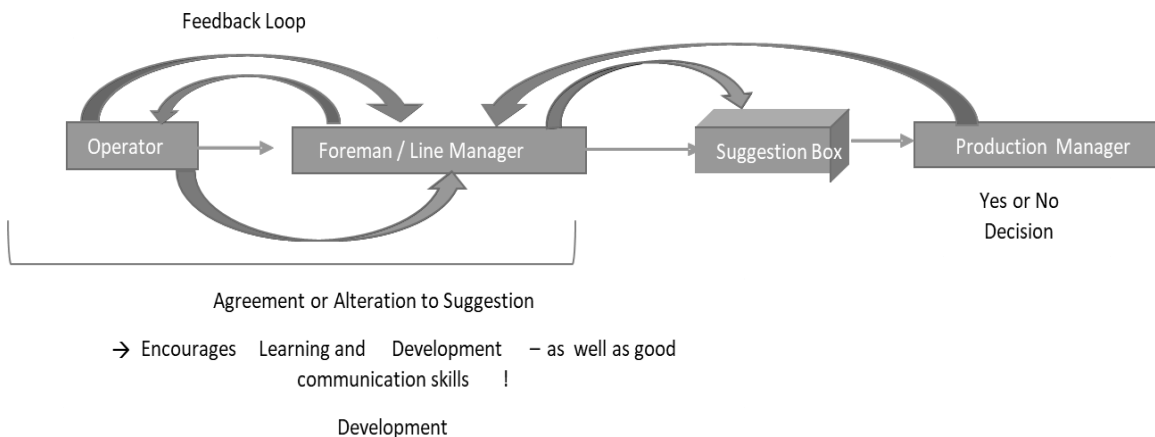 Feedback Loop
Operator
Foreman / Line Manager
Suggestion Box
Production Manager
Yes or No
Decision
Agreement or Alteration to Suggestion
→ Encourages Learning and Development – as well as good
communication skills !
Development